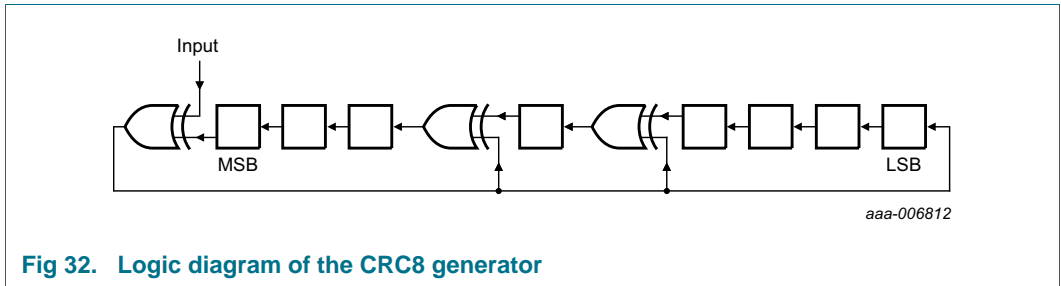 Input
MSB
LSB
aaa-006812
Fig 32. Logic diagram of the CRC8 generator